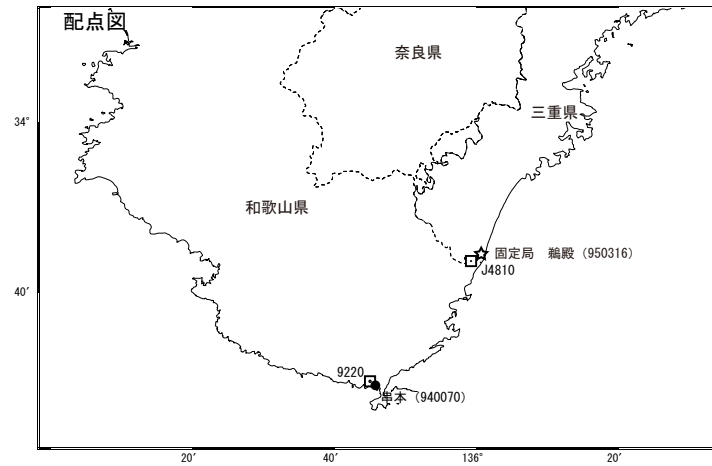 配点図
奈良県
34°
三重県
和歌山県
固定局　鵜殿（950316）
J4810
40′
9220
串本（940070）
20′ 40′ 136° 20′